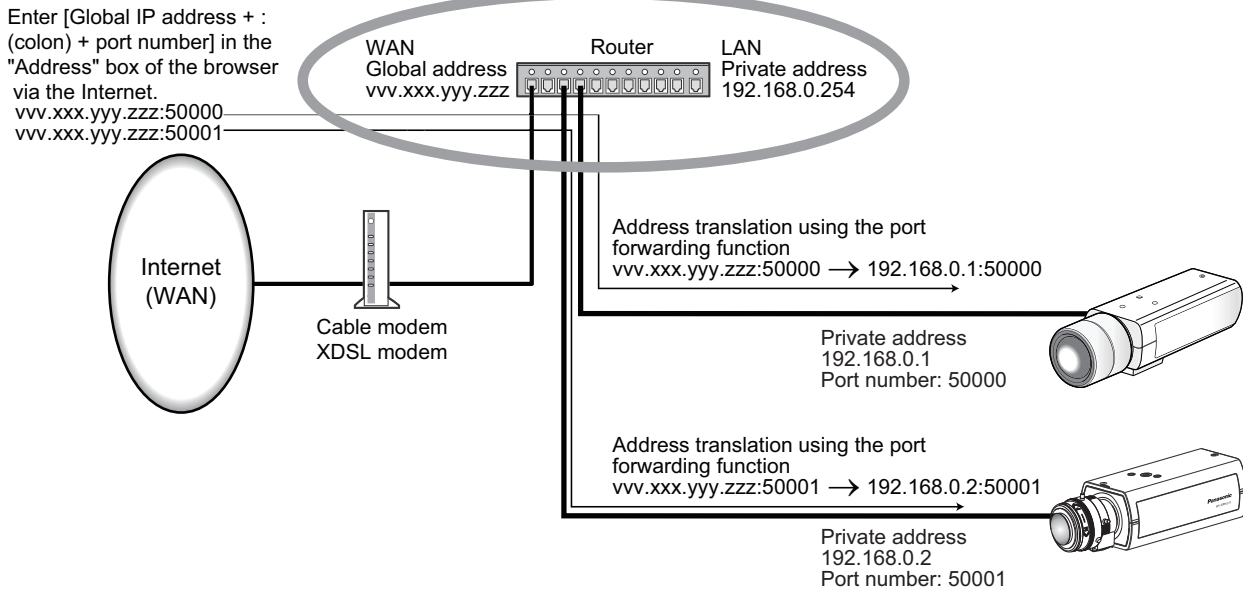 Enter [Global IP address + :
(colon) + port number] in the
"Address" box of the browser
via the Internet.
vvv.xxx.yyy.zzz:50000
vvv.xxx.yyy.zzz:50001
WAN
Global address
vvv.xxx.yyy.zzz
Router
LAN
Private address
192.168.0.254
Internet
(WAN)
Cable modem
XDSL modem
Address translation using the port
forwarding function
vvv.xxx.yyy.zzz:50000 → 192.168.0.1:50000
Private address
192.168.0.1
Port number: 50000
Address translation using the port
forwarding function
vvv.xxx.yyy.zzz:50001 → 192.168.0.2:50001
Panasonic
Private address
192.168.0.2
Port number: 50001